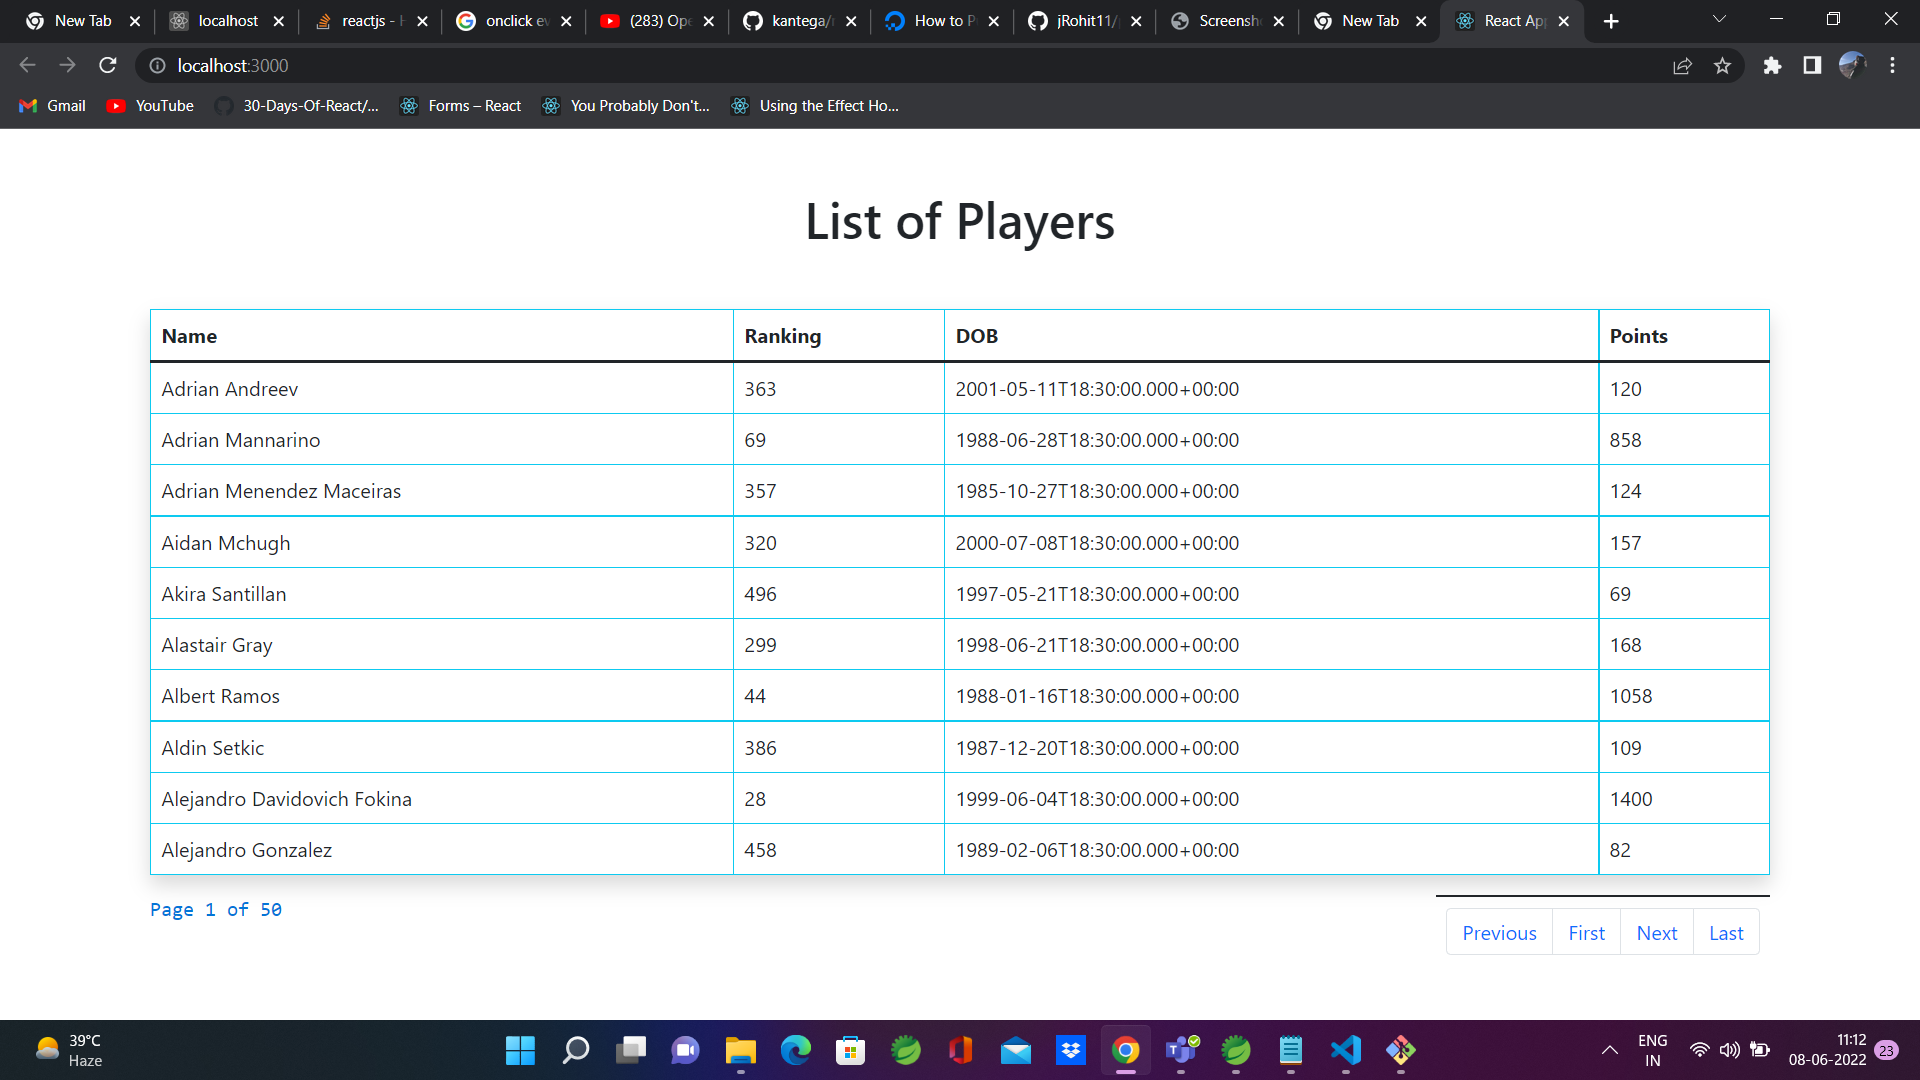 New Tab localhost reactjs - onclick ev (283) Ope kantega/ How to P jRohit11/ Screensh New Tab React Ap
localhost:3000
Gmail YouTube 30-Days-Of-React/... Forms – React You Probably Don't... Using the Effect Ho...
List of Players
Name Ranking DOB Points
Adrian Andreev 363 2001-05-11T18:30:00.000+00:00 120
Adrian Mannarino 69 1988-06-28T18:30:00.000+00:00 858
Adrian Menendez Maceiras 357 1985-10-27T18:30:00.000+00:00 124
Aidan Mchugh 320 2000-07-08T18:30:00.000+00:00 157
Akira Santillan 496 1997-05-21T18:30:00.000+00:00 69
Alastair Gray 299 1998-06-21T18:30:00.000+00:00 168
Albert Ramos 44 1988-01-16T18:30:00.000+00:00 1058
Aldin Setkic 386 1987-12-20T18:30:00.000+00:00 109
Alejandro Davidovich Fokina 28 1999-06-04T18:30:00.000+00:00 1400
Alejandro Gonzalez 458 1989-02-06T18:30:00.000+00:00 82
Page 1 of 50
Previous First Next Last
39°C
Haze
ENG
IN
11:12
08-06-2022
23